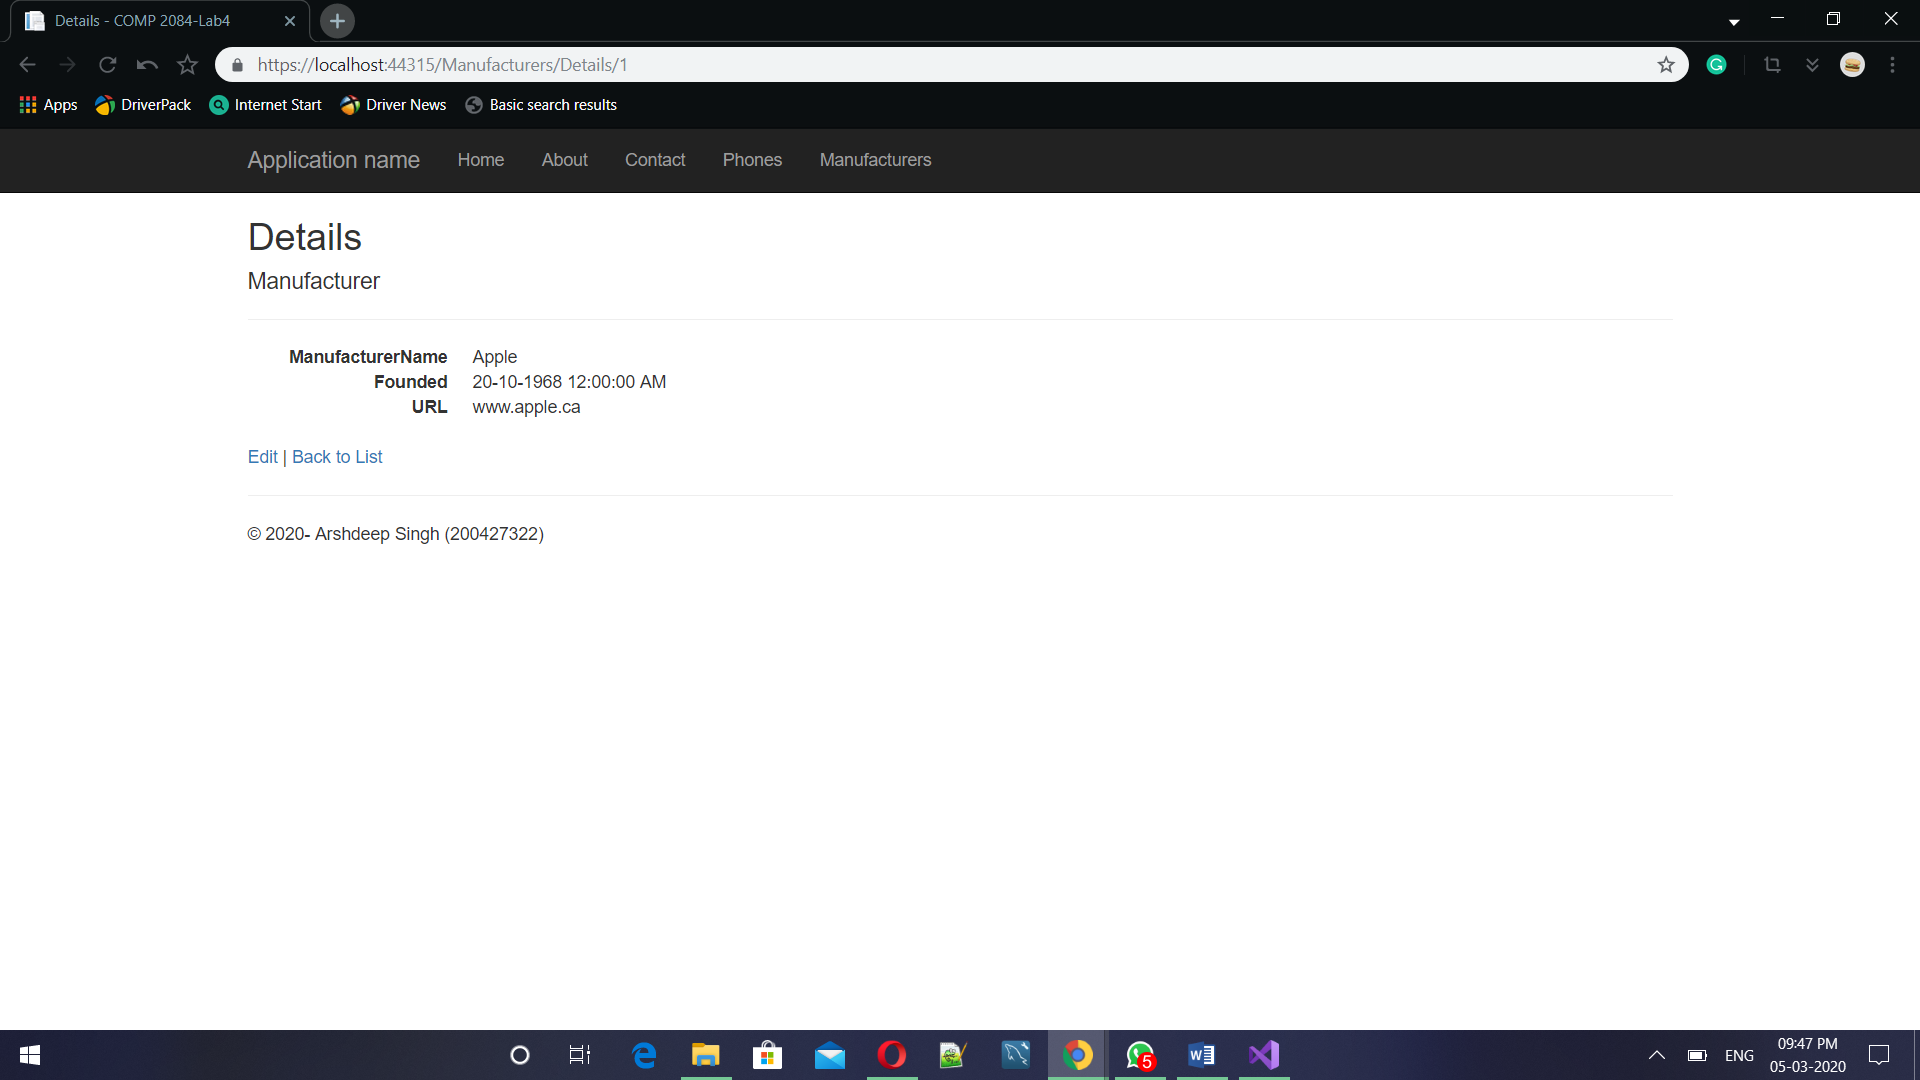 Details - COMP 2084-Lab4
https://localhost:44315/Manufacturers/Details/1
Apps DriverPack Internet Start Driver News Basic search results
Application name Home About Contact Phones Manufacturers
Details
Manufacturer
ManufacturerName Apple
Founded 20-10-1968 12:00:00 AM
URL www.apple.ca
Edit | Back to List
© 2020- Arshdeep Singh (200427322)
5
ENG
09:47 PM
05-03-2020